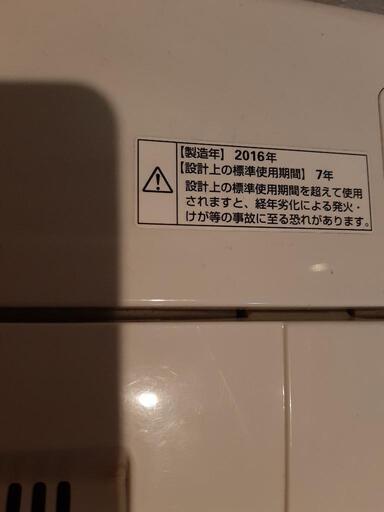 【製造年】 2016年
【設計上の標準使用期間】 7年
設計上の標準使用期間を超えて使用
されますと、経年劣化による発火・
けが等の事故に至る恐れがあります。